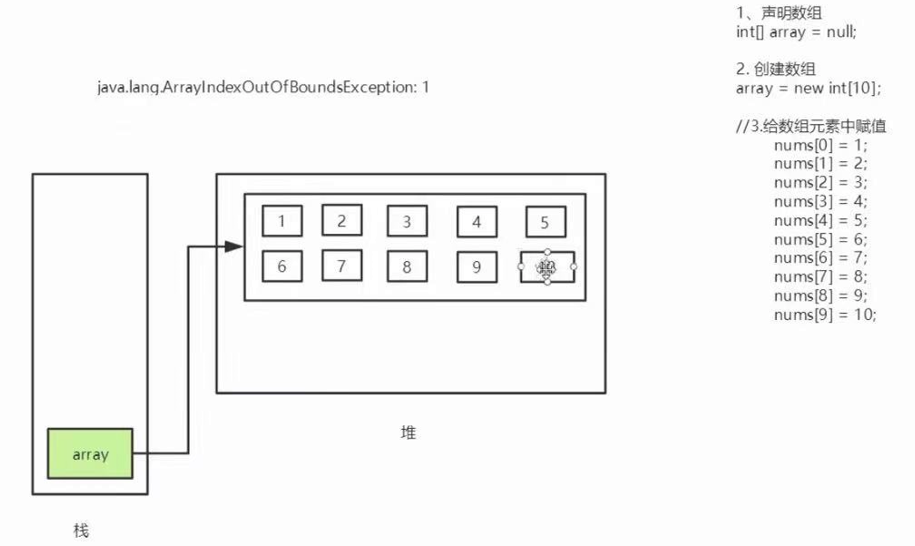 1、声明数组
int[] array = null;
2. 创建数组
array = new int[10];
//3.给数组元素中赋值
nums[0] = 1;
nums[1] = 2;
nums[2] = 3;
nums[3] = 4;
nums[4] = 5;
nums[5] = 6;
nums[6] = 7;
nums[7] = 8;
nums[8] = 9;
nums[9] = 10;
java.lang.ArrayIndexOutOfBoundsException: 1
1 2 3 4 5
6 7 8 9
堆
array
栈